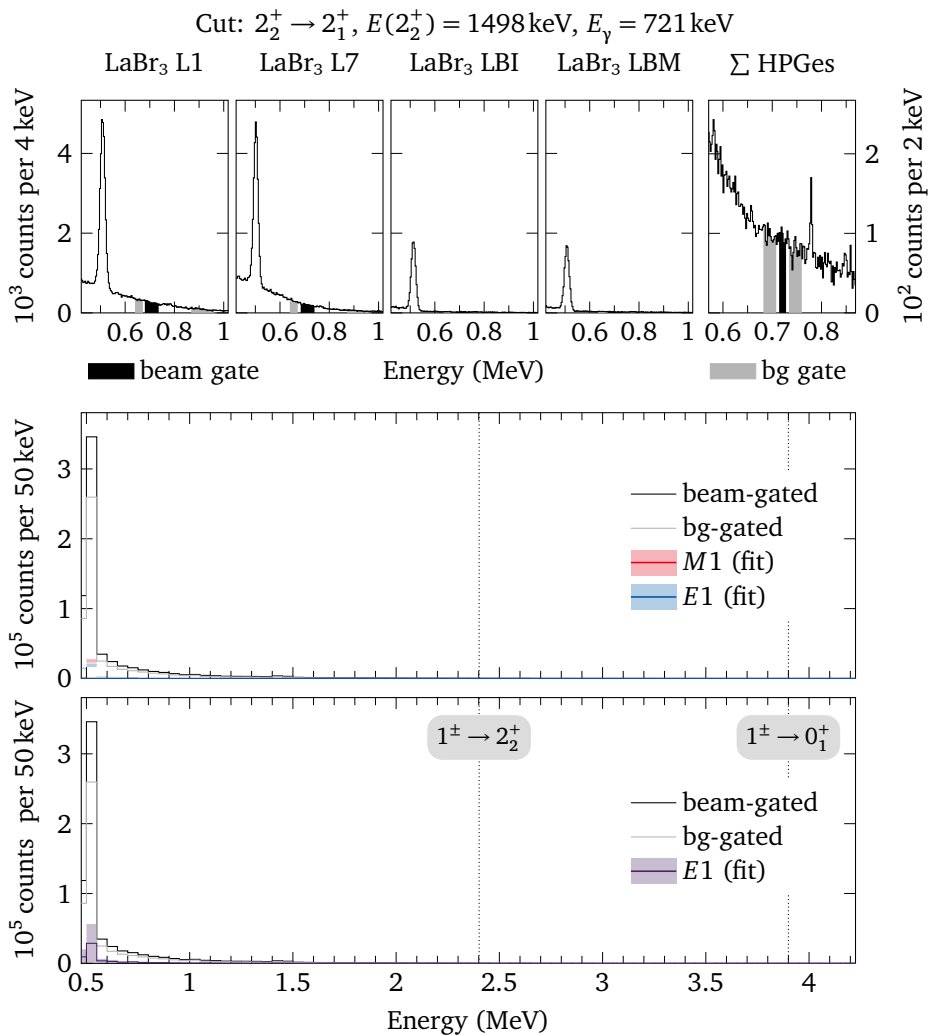 Cut: 2₂⁺ → 2₁⁺, E(2₂⁺) = 1498 keV, Eγ = 721 keV
LaBr₃ L1 LaBr₃ L7 LaBr₃ LBI LaBr₃ LBM ∑ HPGes
10³ counts per 4 keV
4
2
0
2
1
0
10² counts per 2 keV
0.6 0.8 1 0.6 0.8 1 0.6 0.8 1 0.6 0.8 1 0.6 0.7 0.8
beam gate Energy (MeV) bg gate
10⁵ counts per 50 keV
3
2
1
0
beam-gated
bg-gated
M1 (fit)
E1 (fit)
10⁵ counts per 50 keV
3
2
1
0
1± → 2₂⁺ 1± → 0₁⁺
beam-gated
bg-gated
E1 (fit)
0.5 1 1.5 2 2.5 3 3.5 4
Energy (MeV)